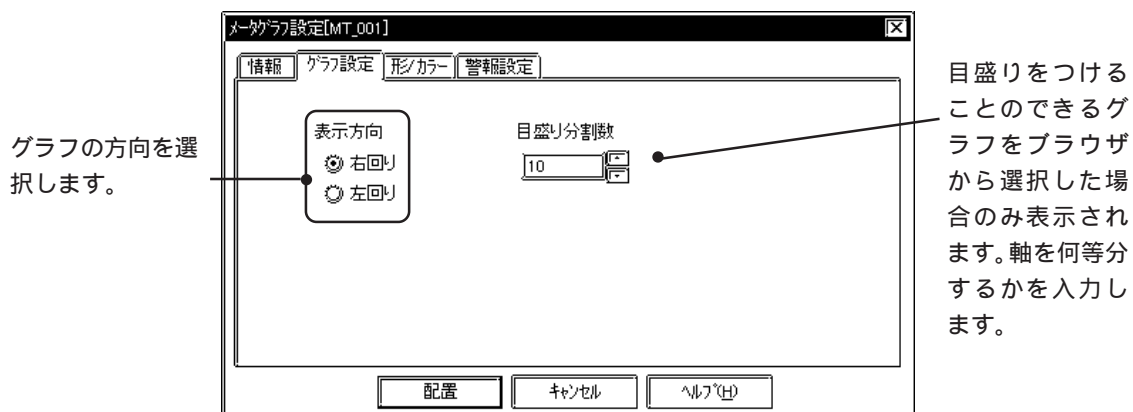 メータグラフ設定[MT_001]
情報 グラフ設定 形/カラー 警報設定
グラフの方向を選
択します。
表示方向
右回り
左回り
目盛り分割数
10
目盛りをつける
ことのできるグ
ラフをブラウザ
から選択した場
合のみ表示され
ます。軸を何等分
するかを入力し
ます。
配置 キャンセル ヘルプ(H)